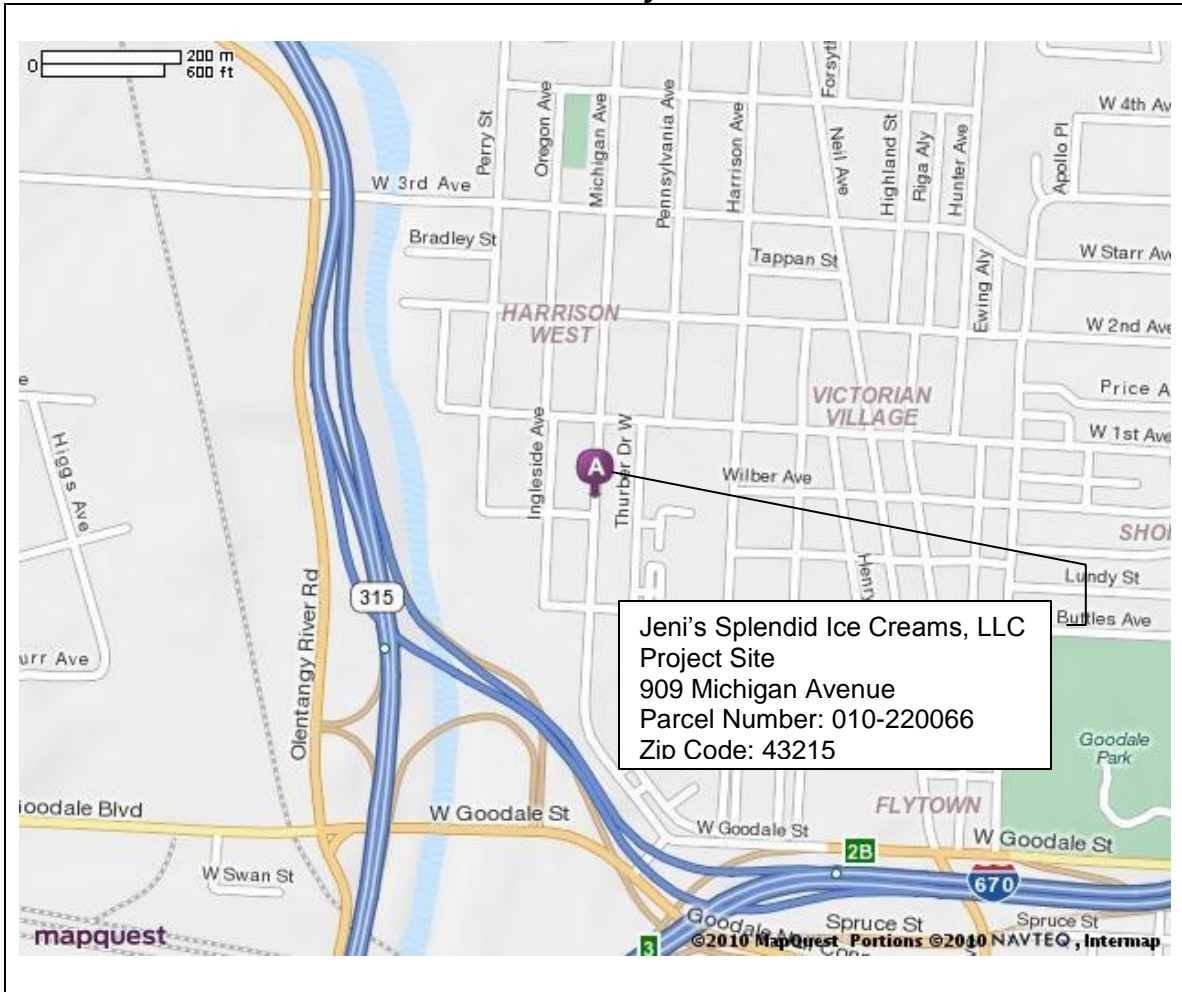 0
200 m
600 ft
W 4th Av
Forsyth
Perry St
Oregon Ave
Michigan Ave
Pennsylvania Ave
Harrison Ave
Neil Ave
Highland St
Riga Aly
Hunter Ave
Apollo Pl
W 3rd Ave
Bradley St
Tappan St
W Starr Av
Ewing Aly
HARRISON
WEST
W 2nd Ave
VICTORIAN
VILLAGE
Price A
W 1st Ave
Higgs Ave
Ingleside Ave
A
Thurber Dr W
Wilber Ave
SHO
Henry
Lundy St
Buttles Ave
315
Olentangy River Rd
urr Ave
Jeni's Splendid Ice Creams, LLC
Project Site
909 Michigan Avenue
Parcel Number: 010-220066
Zip Code: 43215
Goodale
Park
FLYTOWN
oodale Blvd
W Goodale St
W Goodale St
W Goodale St
2B
W Swan St
670
Spruce St
Spruce St
Goodale
3
mapquest
©2010 MapQuest Portions ©2010 NAVTEQ, Intermap